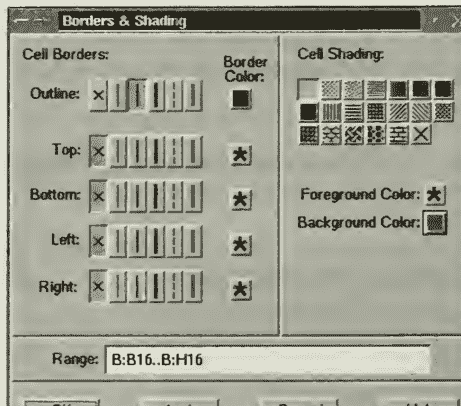 Borders & Shading
Cell Borders:
Border
Color:
Cell Shading:
Outline:
Top:
Bottom:
Left:
Right:
Foreground Color:
Background Color:
Range: B:B16..B:H16